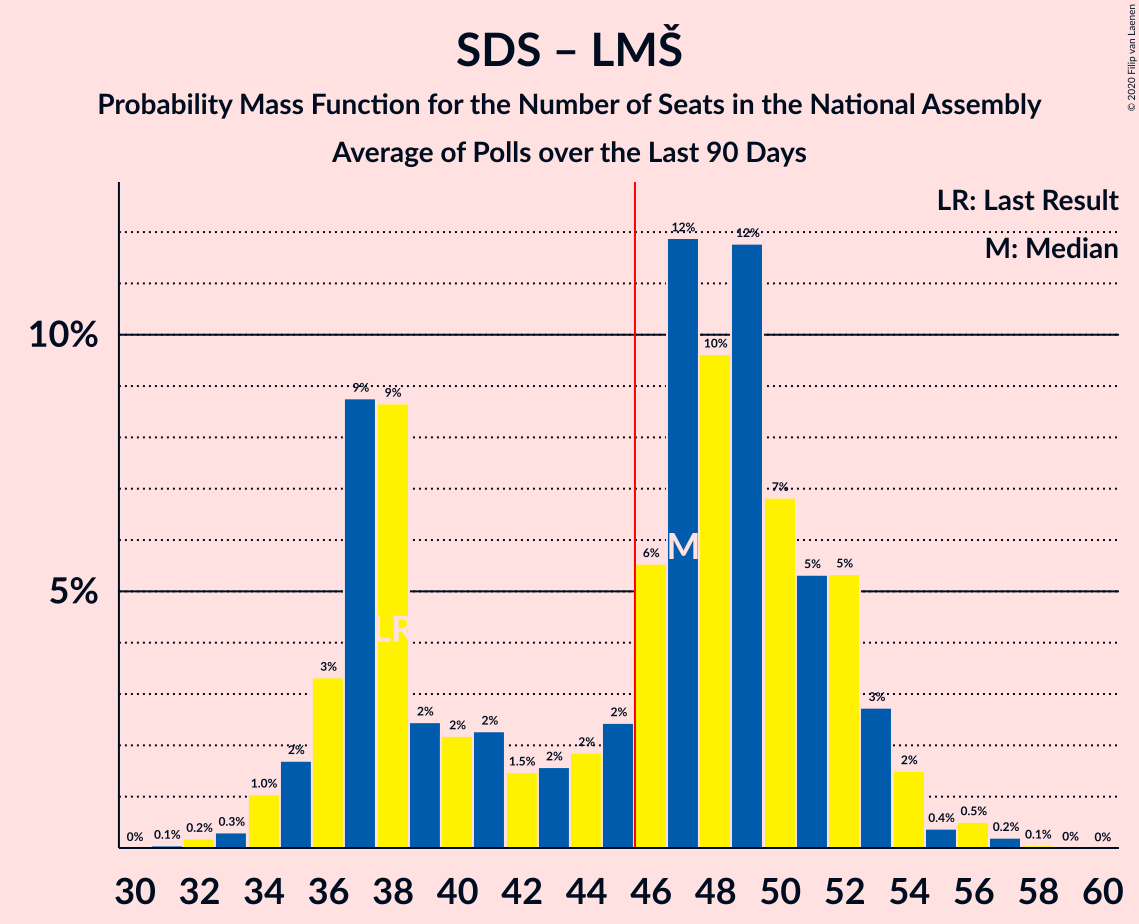 SDS – LMŠ
Probability Mass Function for the Number of Seats in the National Assembly
Average of Polls over the Last 90 Days
© 2020 Filip van Laenen
LR: Last Result
M: Median
10%
5%
0% 0.1% 0.2% 0.3% 1.0% 2% 3% 9% 9% 2% 2% 2% 1.5% 2% 2% 2% 6% 12% 10% 12% 7% 5% 5% 3% 2% 0.4% 0.5% 0.2% 0.1% 0% 0%
LR
M
30 32 34 36 38 40 42 44 46 48 50 52 54 56 58 60